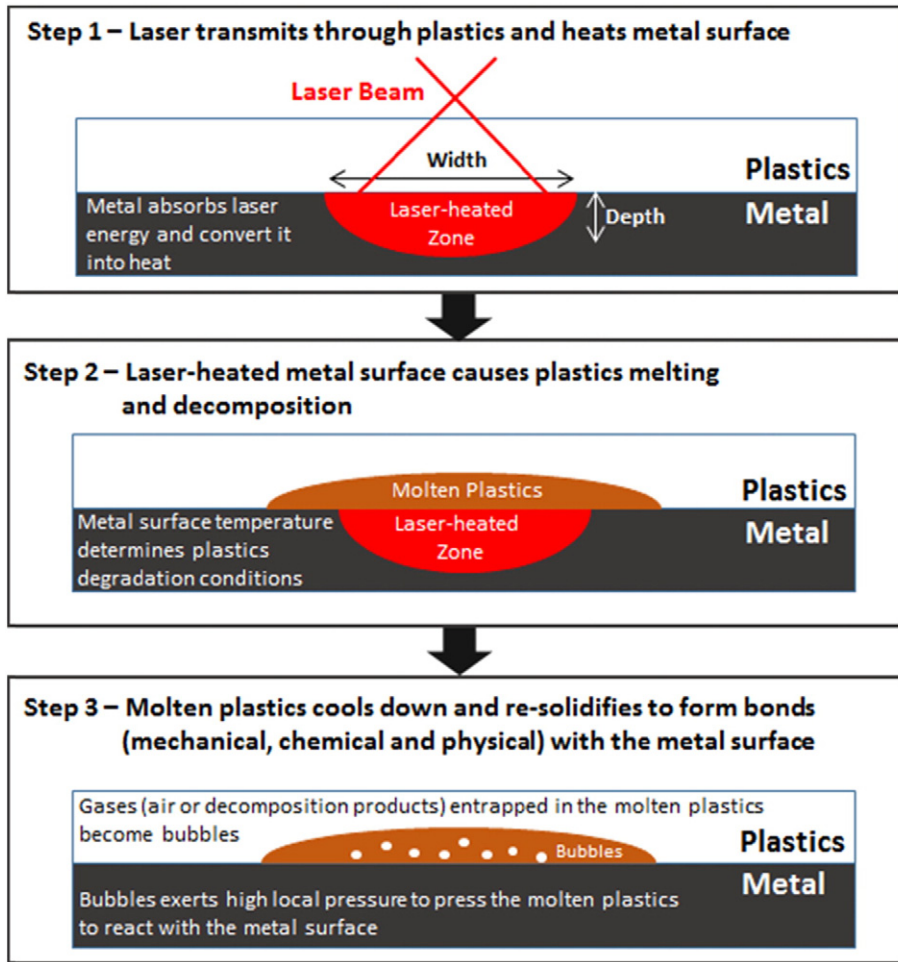 Step 1 – Laser transmits through plastics and heats metal surface
Laser Beam
Width
Plastics
Metal absorbs laser
energy and convert it
into heat
Laser-heated
Zone
Depth
Metal
Step 2 – Laser-heated metal surface causes plastics melting
and decomposition
Molten Plastics
Plastics
Metal surface temperature
determines plastics
degradation conditions
Laser-heated
Zone
Metal
Step 3 – Molten plastics cools down and re-solidifies to form bonds
(mechanical, chemical and physical) with the metal surface
Gases (air or decomposition products) entrapped in the molten plastics
become bubbles
Bubbles
Plastics
Metal
Bubbles exerts high local pressure to press the molten plastics
to react with the metal surface